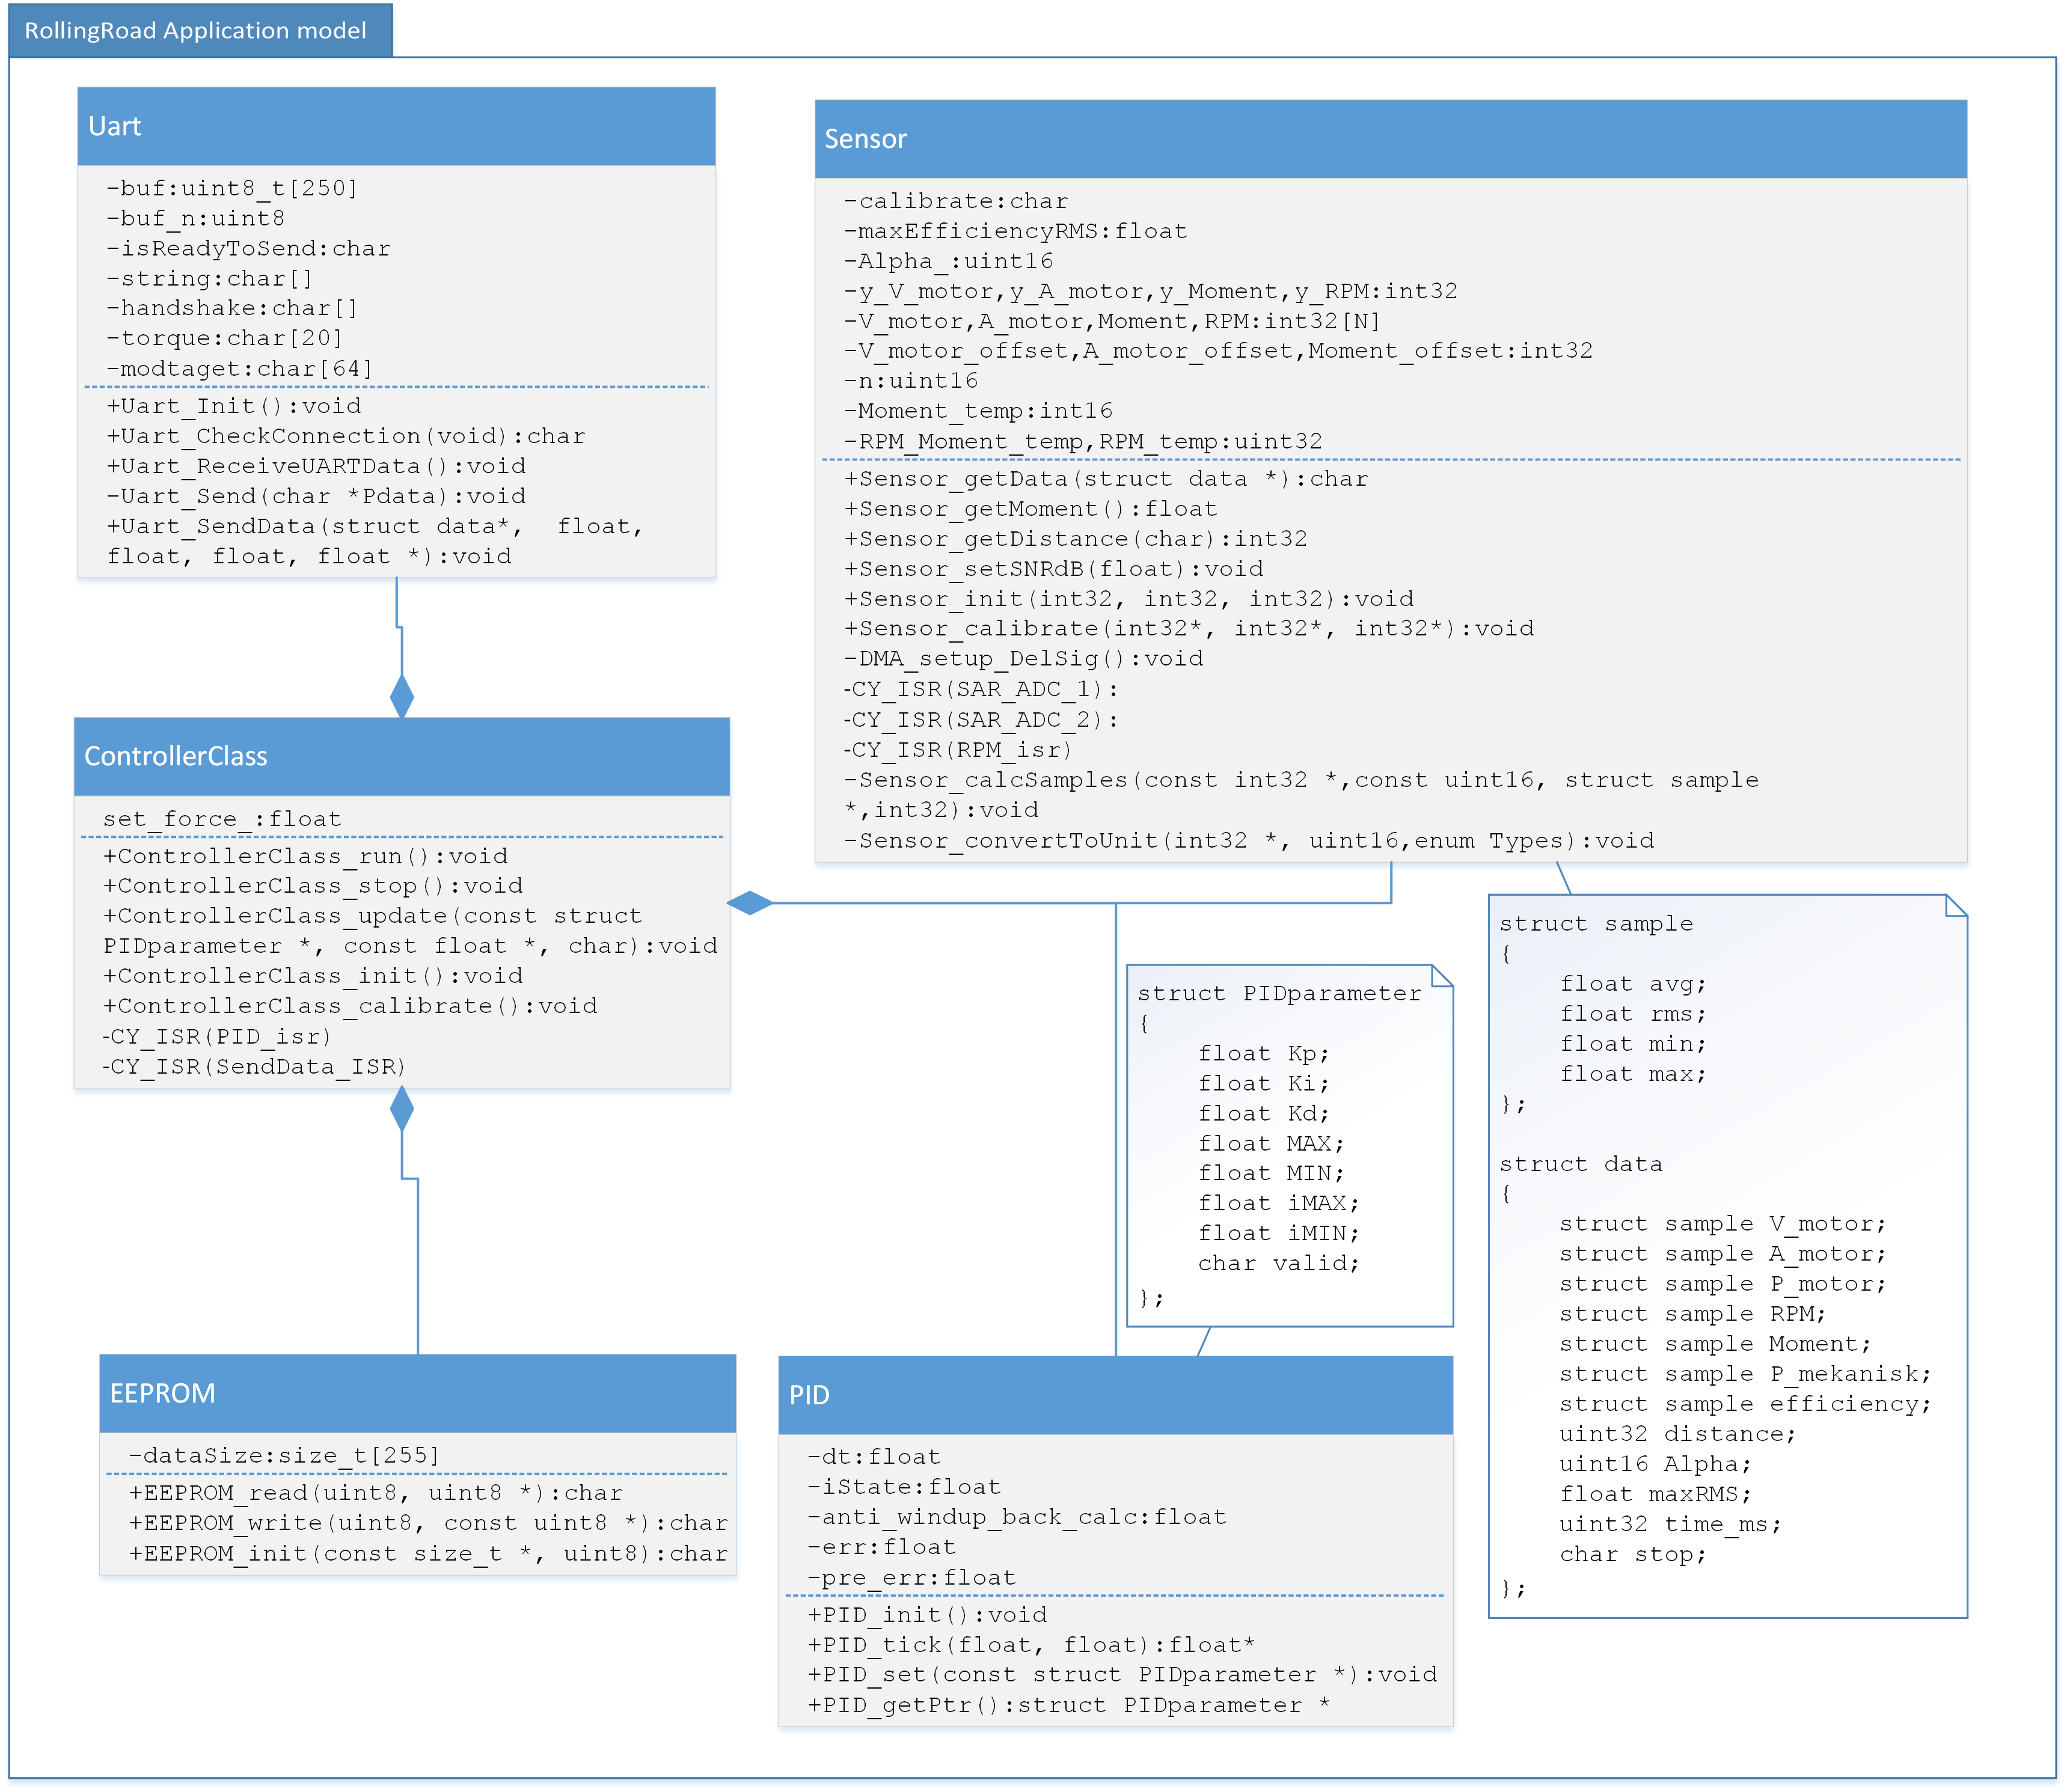 RollingRoad Application model
Uart
-buf:uint8_t[250]
-buf_n:uint8
-isReadyToSend:char
-string:char[]
-handshake:char[]
-torque:char[20]
-modtaget:char[64]
+Uart_Init():void
+Uart_CheckConnection(void):char
+Uart_ReceiveUARTData():void
-Uart_Send(char *Pdata):void
+Uart_SendData(struct data*,  float,
float, float, float *):void
Sensor
-calibrate:char
-maxEfficiencyRMS:float
-Alpha_:uint16
-y_V_motor,y_A_motor,y_Moment,y_RPM:int32
-V_motor,A_motor,Moment,RPM:int32[N]
-V_motor_offset,A_motor_offset,Moment_offset:int32
-n:uint16
-Moment_temp:int16
-RPM_Moment_temp,RPM_temp:uint32
+Sensor_getData(struct data *):char
+Sensor_getMoment():float
+Sensor_getDistance(char):int32
+Sensor_setSNRdB(float):void
+Sensor_init(int32, int32, int32):void
+Sensor_calibrate(int32*, int32*, int32*):void
-DMA_setup_DelSig():void
-CY_ISR(SAR_ADC_1):
-CY_ISR(SAR_ADC_2):
-CY_ISR(RPM_isr)
-Sensor_calcSamples(const int32 *,const uint16, struct sample
*,int32):void
-Sensor_convertToUnit(int32 *, uint16,enum Types):void
ControllerClass
set_force_:float
+ControllerClass_run():void
+ControllerClass_stop():void
+ControllerClass_update(const struct
PIDparameter *, const float *, char):void
+ControllerClass_init():void
+ControllerClass_calibrate():void
-CY_ISR(PID_isr)
-CY_ISR(SendData_ISR)
struct PIDparameter
{
float Kp;
float Ki;
float Kd;
float MAX;
float MIN;
float iMAX;
float iMIN;
char valid;
};
struct sample
{
float avg;
float rms;
float min;
float max;
};
struct data
{
struct sample V_motor;
struct sample A_motor;
struct sample P_motor;
struct sample RPM;
struct sample Moment;
struct sample P_mekanisk;
struct sample efficiency;
uint32 distance;
uint16 Alpha;
float maxRMS;
uint32 time_ms;
char stop;
};
EEPROM
-dataSize:size_t[255]
+EEPROM_read(uint8, uint8 *):char
+EEPROM_write(uint8, const uint8 *):char
+EEPROM_init(const size_t *, uint8):char
PID
-dt:float
-iState:float
-anti_windup_back_calc:float
-err:float
-pre_err:float
+PID_init():void
+PID_tick(float, float):float*
+PID_set(const struct PIDparameter *):void
+PID_getPtr():struct PIDparameter *